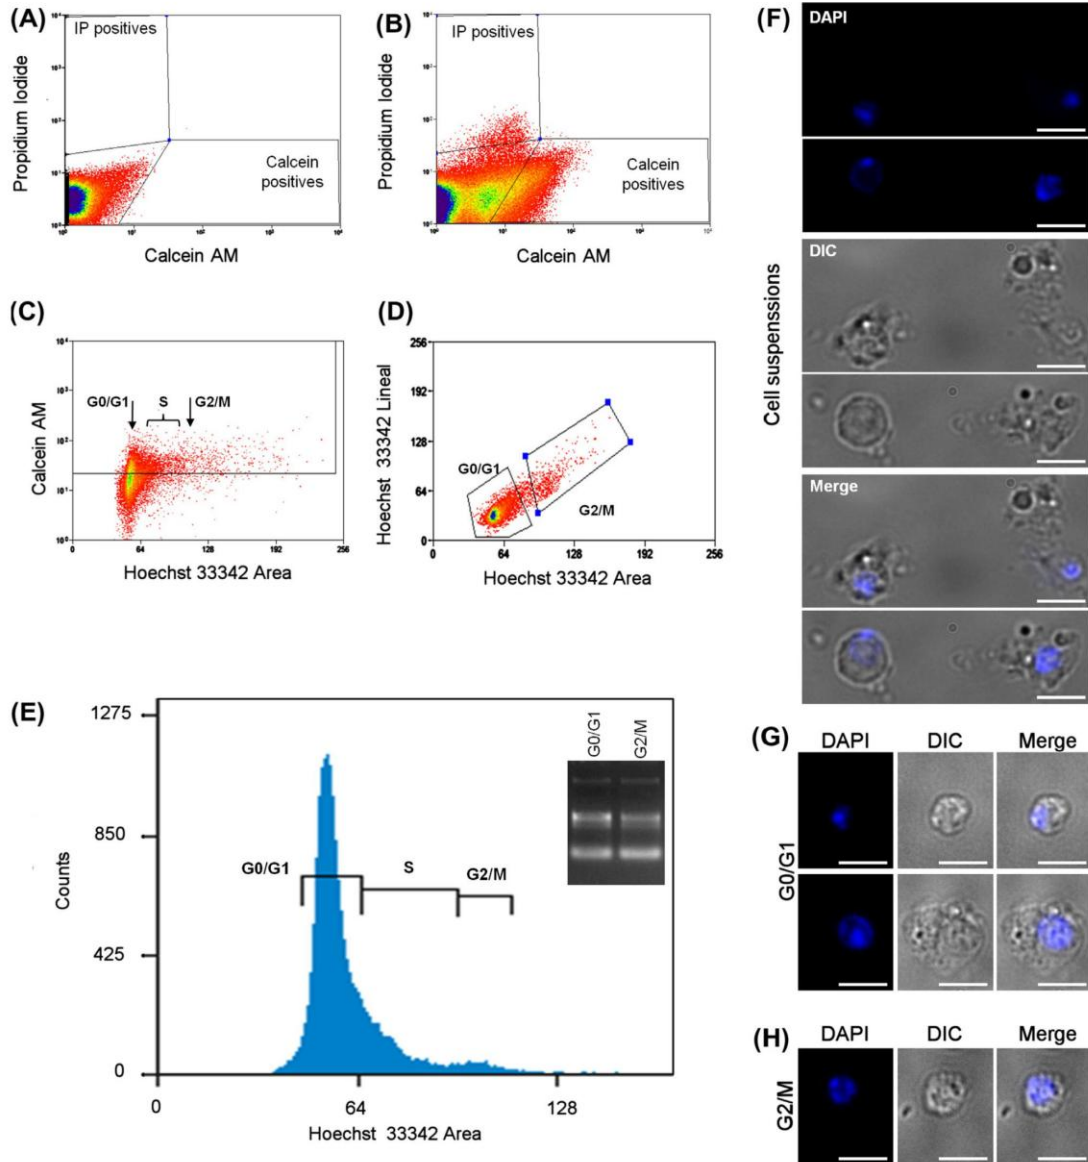 (A)
IP positives
Propidium Iodide
Calcein positives
Calcein AM
(B)
IP positives
Propidium Iodide
Calcein positives
Calcein AM
(C)
G0/G1
S
G2/M
Calcein AM
0
64
128
192
256
Hoechst 33342 Area
(D)
256
192
128
64
0
Hoechst 33342 Lineal
G0/G1
G2/M
0
64
128
192
256
Hoechst 33342 Area
(E)
1275
850
425
0
Counts
G0/G1
S
G2/M
G0/G1
G2/M
0
64
128
Hoechst 33342 Area
(F)
DAPI
DIC
Merge
Cell suspenssions
(G)
DAPI
DIC
Merge
G0/G1
(H)
DAPI
DIC
Merge
G2/M